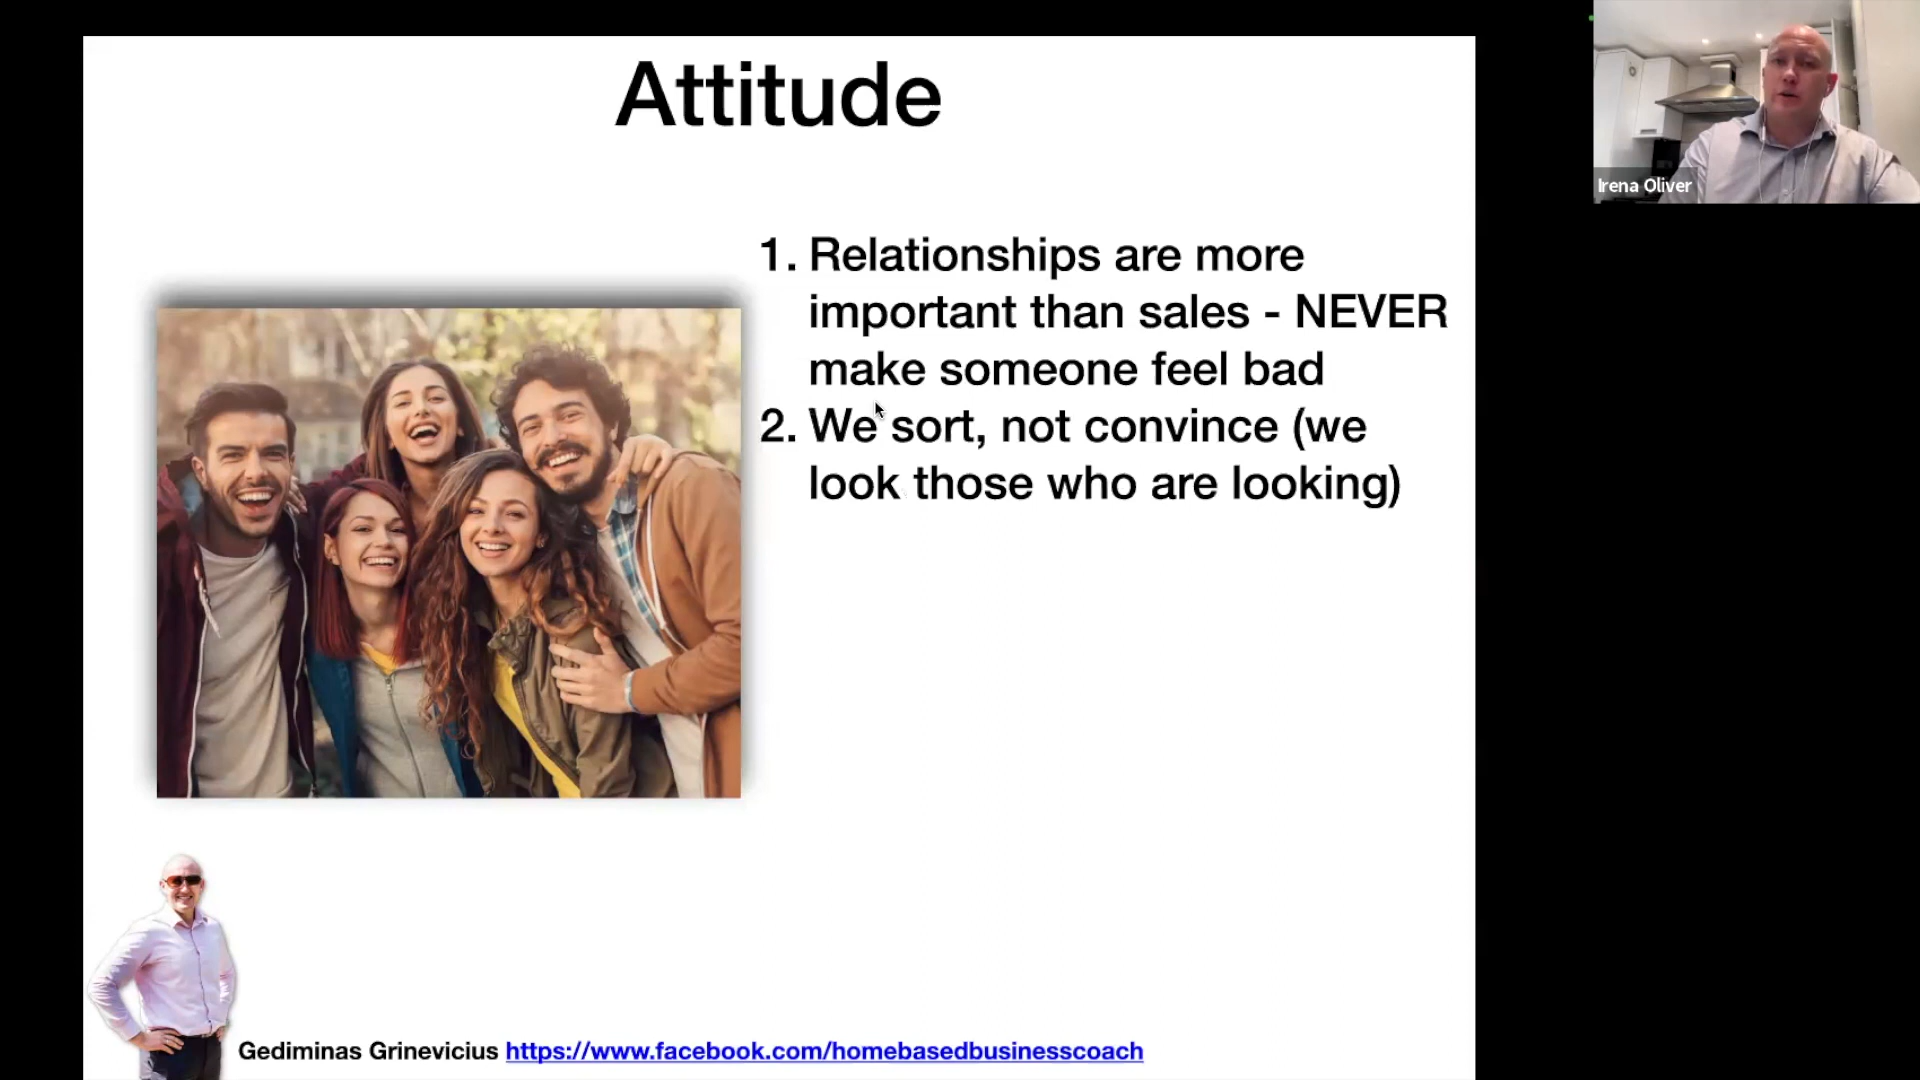 Attitude
Irena Oliver
1. Relationships are more
important than sales - NEVER
make someone feel bad
2. We sort, not convince (we
look those who are looking)
Gediminas Grinevicius https://www.facebook.com/homebasedbusinesscoach